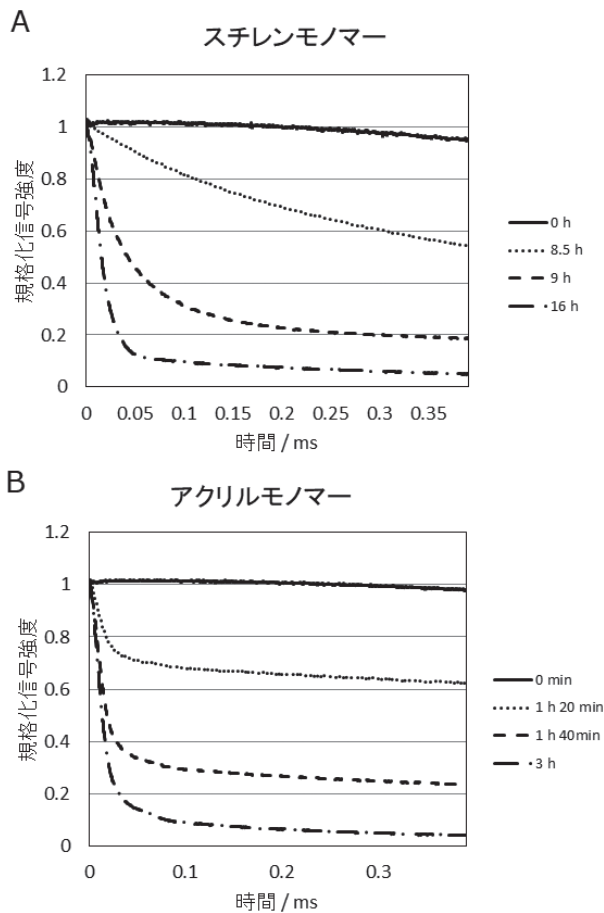 A
スチレンモノマー
1.2
1
0.8
0.6
0.4
0.2
0
規格化信号強度
0 0.05 0.1 0.15 0.2 0.25 0.3 0.35
時間 / ms
0 h
8.5 h
9 h
16 h
B
アクリルモノマー
1.2
1
0.8
0.6
0.4
0.2
0
規格化信号強度
0 0.1 0.2 0.3
時間 / ms
0 min
1 h 20 min
1 h 40min
3 h